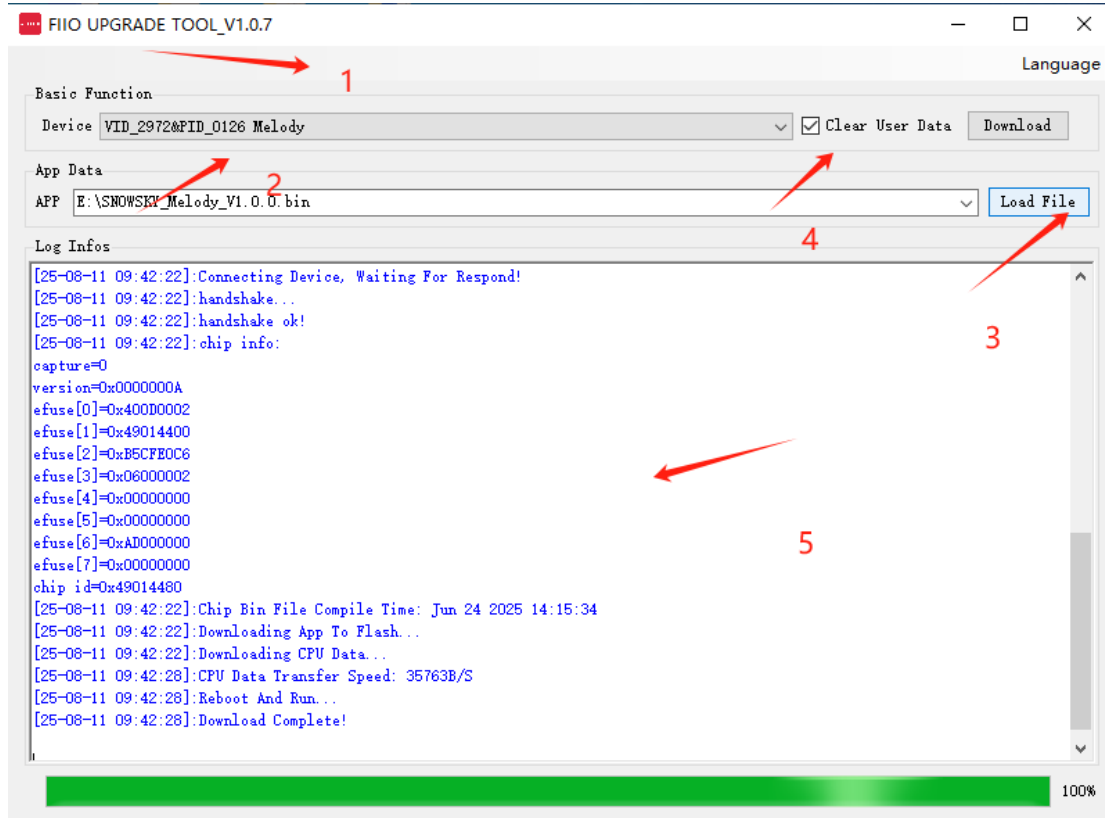 FIIO UPGRADE TOOL_V1.0.7
Language
1
Basic Function
Device VID_2972&PID_0126 Melody Clear User Data Download
App Data
2
APP E:\SNOWSKY_Melody_V1.0.0.bin Load File
4
Log Infos
3
[25-08-11 09:42:22]:Connecting Device, Waiting For Respond!
[25-08-11 09:42:22]:handshake...
[25-08-11 09:42:22]:handshake ok!
[25-08-11 09:42:22]:chip info:
capture=0
version=0x0000000A
efuse[0]=0x400D0002
efuse[1]=0x49014400
efuse[2]=0xB5CFE0C6
efuse[3]=0x06000002
efuse[4]=0x00000000
efuse[5]=0x00000000
efuse[6]=0xAD000000
efuse[7]=0x00000000
5
chip id=0x49014480
[25-08-11 09:42:22]:Chip Bin File Compile Time: Jun 24 2025 14:15:34
[25-08-11 09:42:22]:Downloading App To Flash...
[25-08-11 09:42:22]:Downloading CPU Data...
[25-08-11 09:42:28]:CPU Data Transfer Speed: 35763B/S
[25-08-11 09:42:28]:Reboot And Run...
[25-08-11 09:42:28]:Download Complete!
100%